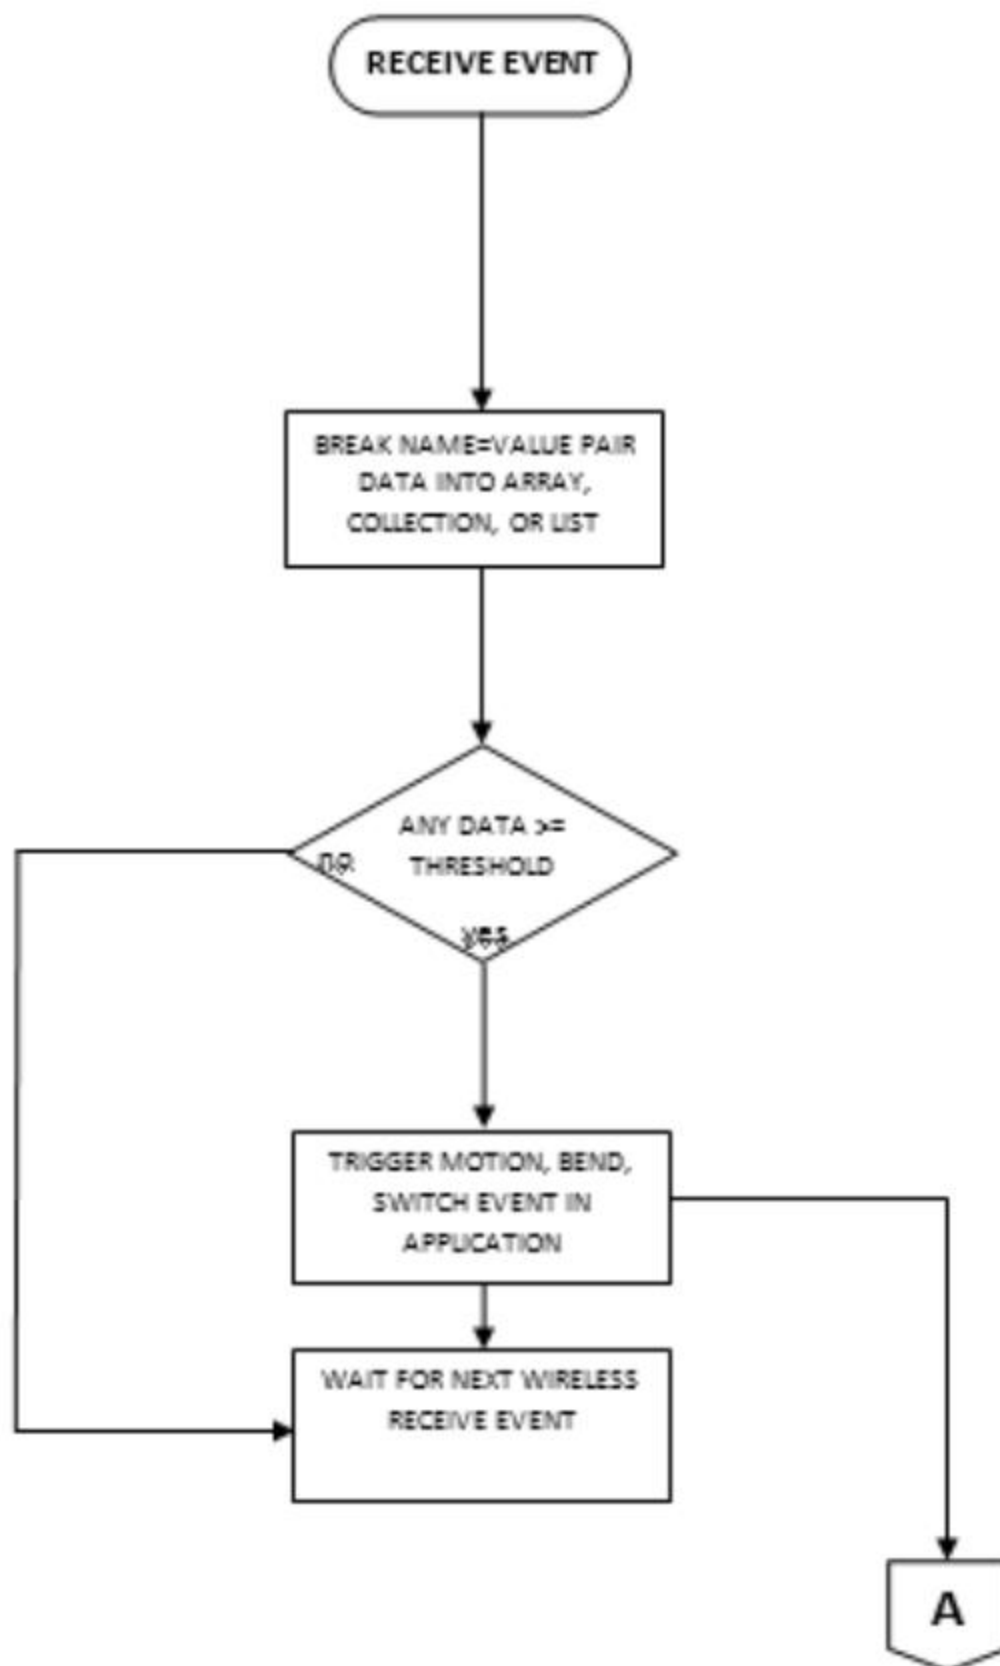 RECEIVE EVENT
BREAK NAME=VALUE PAIR
DATA INTO ARRAY,
COLLECTION, OR LIST
ANY DATA >=
THRESHOLD
no
yes
TRIGGER MOTION, BEND,
SWITCH EVENT IN
APPLICATION
WAIT FOR NEXT WIRELESS
RECEIVE EVENT
A